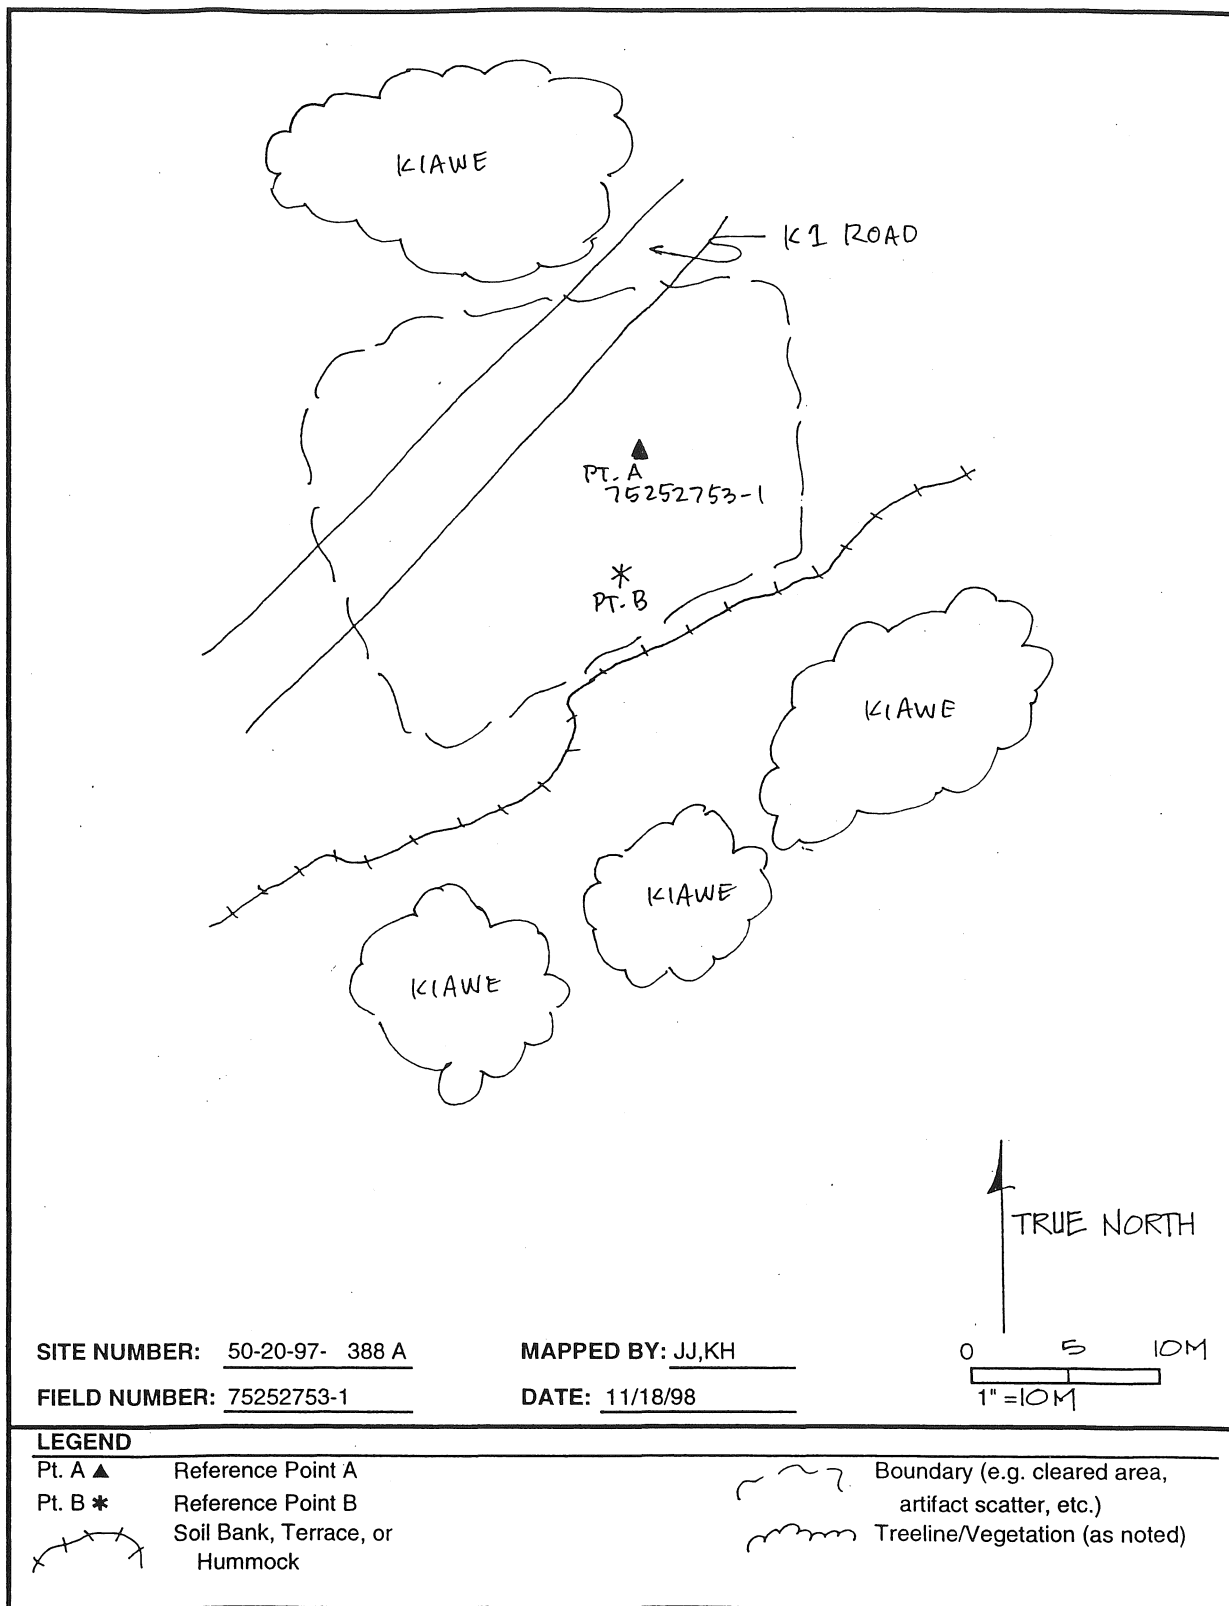 KIAWE
K1 ROAD
PT. A
75252753-1
PT. B
KIAWE
KIAWE
KIAWE
TRUE NORTH
SITE NUMBER: 50-20-97- 388 A
MAPPED BY: JJ,KH
0 5 10M
FIELD NUMBER: 75252753-1
DATE: 11/18/98
1" = 10M
LEGEND
Pt. A ▲ Reference Point A
Pt. B * Reference Point B
Soil Bank, Terrace, or
Hummock
Boundary (e.g. cleared area,
artifact scatter, etc.)
Treeline/Vegetation (as noted)